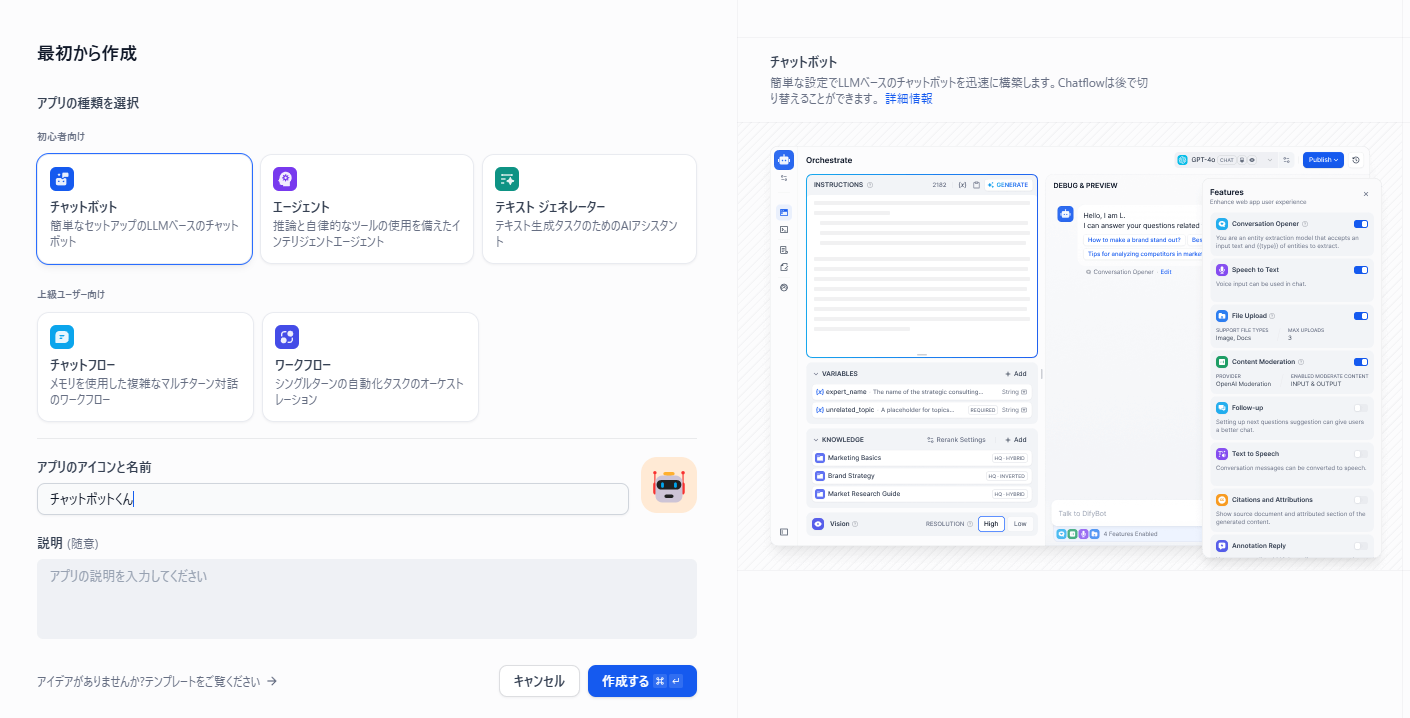 最初から作成
アプリの種類を選択
初心者向け
チャットボット
簡単なセットアップのLLMベースのチャット
ボット
エージェント
推論と自律的なツールの使用を備えたイ
ンテリジェントエージェント
テキスト ジェネレーター
テキスト生成タスクのためのAIアシスタン
ト
上級ユーザー向け
チャットフロー
メモリを使用した複雑なマルチターン対話
のワークフロー
ワークフロー
シングルターンの自動化タスクのオーケスト
レーション
アプリのアイコンと名前
チャットボットくん
説明 (随意)
アプリの説明を入力してください
アイデアがありませんか?テンプレートをご覧ください →
キャンセル
作成する ⌘ ↵
チャットボット
簡単な設定でLLMベースのチャットボットを迅速に構築します。Chatflowは後で切
り替えることができます。 詳細情報
Orchestrate
GPT-4o CHAT
Publish
INSTRUCTIONS
2182 {x} GENERATE
VARIABLES + Add
{x} expert_name · The name of the strategic consulting... String
{x} unrelated_topic · A placeholder for topics... REQUIRED String
KNOWLEDGE Rerank Settings + Add
Marketing Basics HQ · HYBRID
Brand Strategy HQ · INVERTED
Market Research Guide HQ · HYBRID
Vision RESOLUTION High Low
DEBUG & PREVIEW
Hello, I am L.
I can answer your questions related
How to make a brand stand out? Bes
Tips for analyzing competitors in marke
Conversation Opener · Edit
Talk to DifyBot
4 Features Enabled
Features
Enhance web app user experience
Conversation Opener
You are an entity extraction model that accepts an
input text and {{type}} of entities to extract.
Speech to Text
Voice input can be used in chat.
File Upload
SUPPORT FILE TYPES MAX UPLOADS
Image, Docs 3
Content Moderation
PROVIDER ENABLED MODERATE CONTENT
OpenAI Moderation INPUT & OUTPUT
Follow-up
Setting up next questions suggestion can give users
a better chat.
Text to Speech
Conversation messages can be converted to speech.
Citations and Attributions
Show source document and attributed section of the
generated content.
Annotation Reply